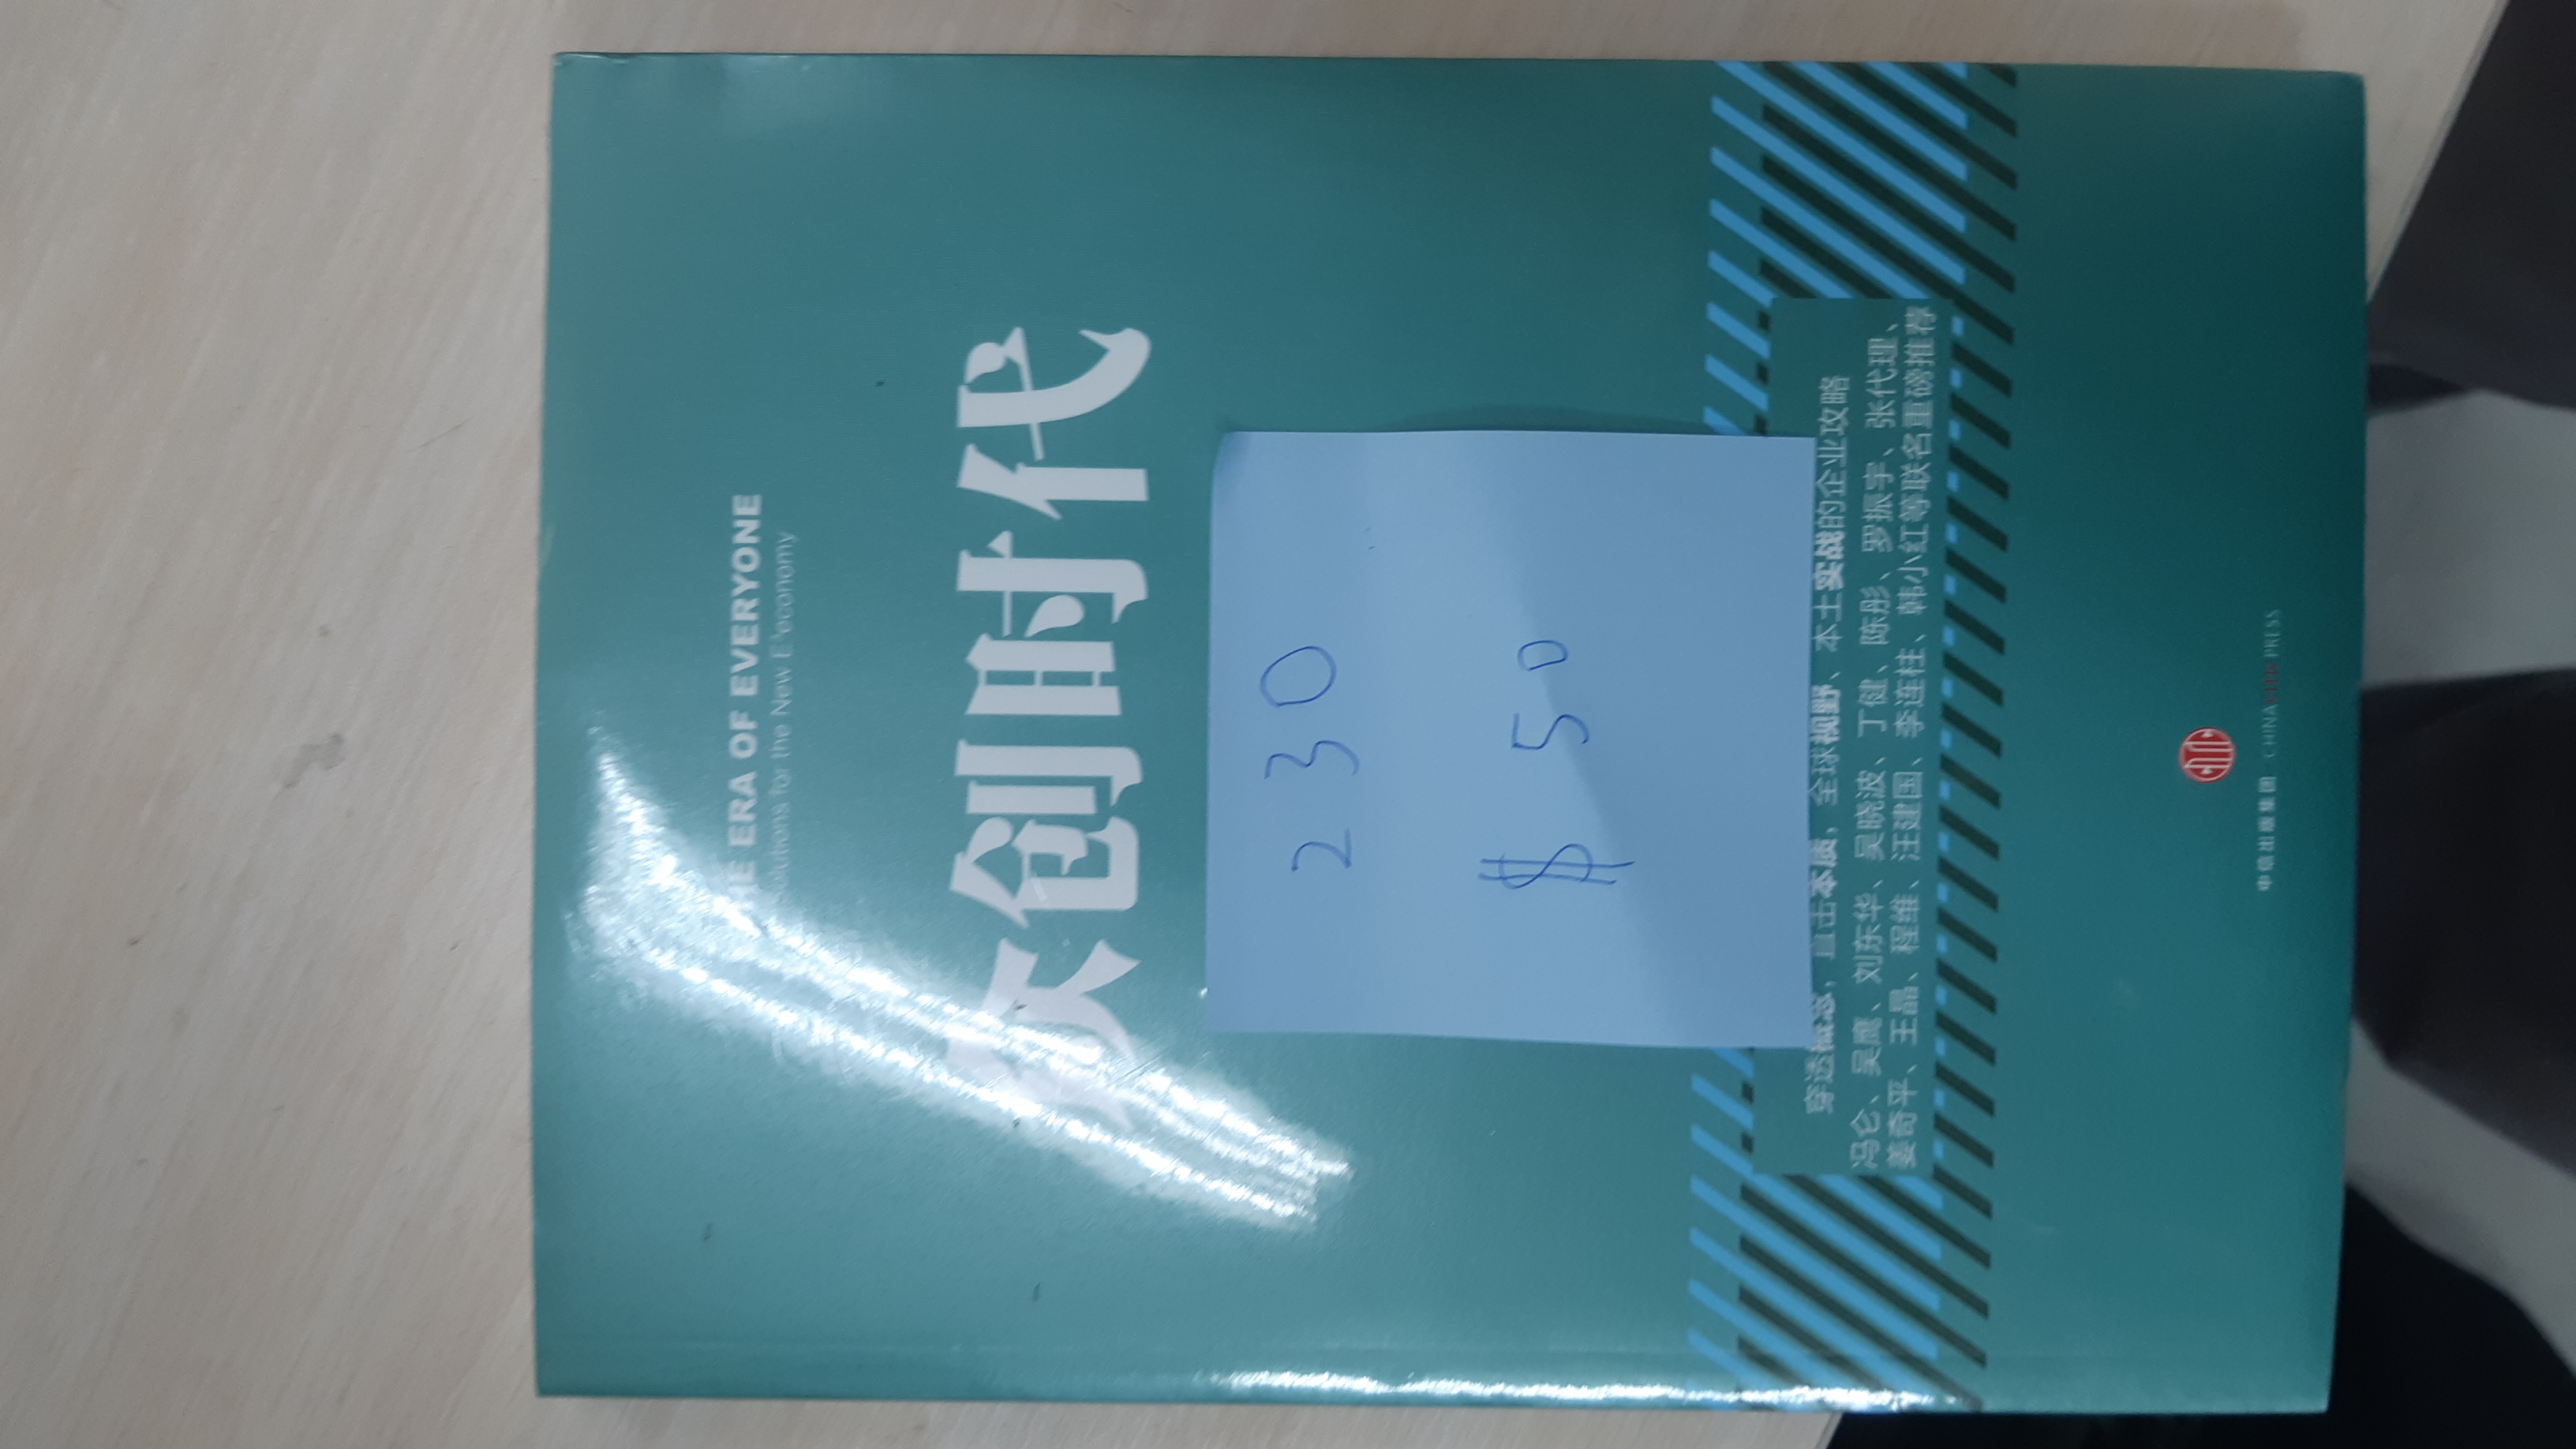 THE ERA OF EVERYONE
Solutions for the New E³economy
众创时代
230
$ 50
穿透概念，直击本质，全球视野、本土实战的企业攻略
冯仑、吴鹰、刘东华、吴晓波、丁健、陈彤、罗振宇、张代理、
姜奇平、王晶、程维、汪建国、李连柱、韩小红等联名重磅推荐
中信出版集团 CHINA CITIC PRESS